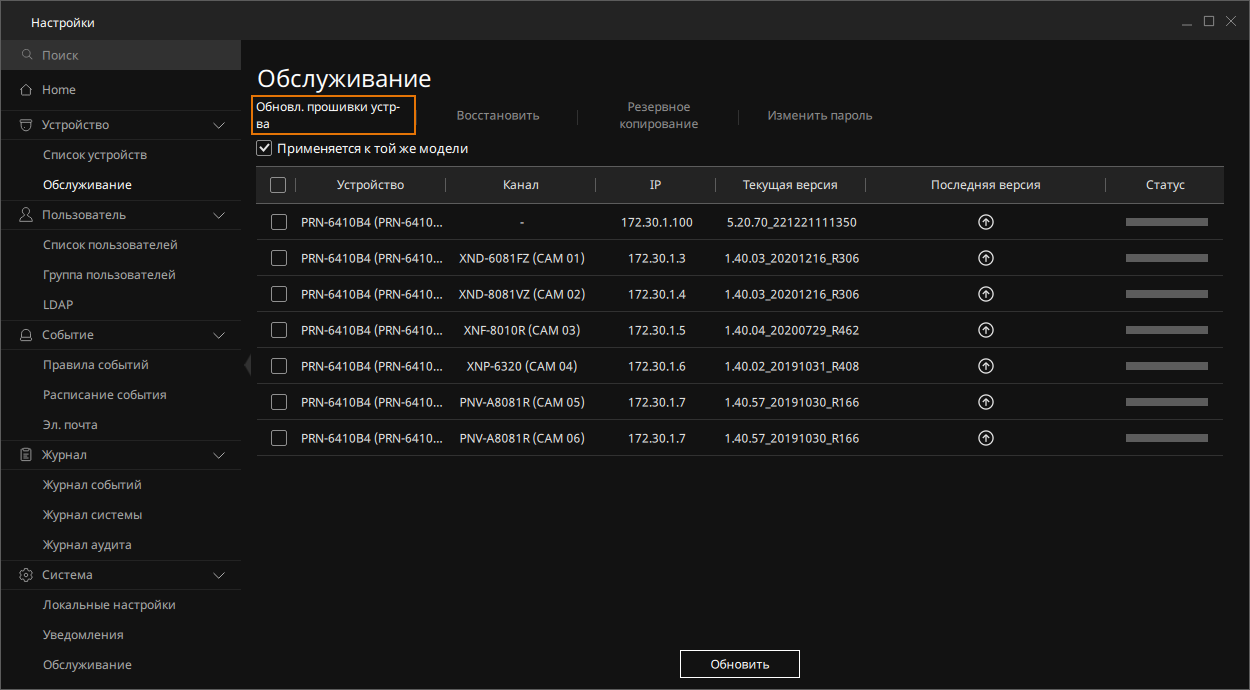 Настройки
Поиск
Home
Устройство
Список устройств
Обслуживание
Пользователь
Список пользователей
Группа пользователей
LDAP
Событие
Правила событий
Расписание события
Эл. почта
Журнал
Журнал событий
Журнал системы
Журнал аудита
Система
Локальные настройки
Уведомления
Обслуживание
Обслуживание
Обновл. прошивки устр-
ва
Восстановить
Резервное
копирование
Изменить пароль
Применяется к той же модели
Устройство Канал IP Текущая версия Последняя версия Статус
PRN-6410B4 (PRN-6410... - 172.30.1.100 5.20.70_221221111350
PRN-6410B4 (PRN-6410... XND-6081FZ (CAM 01) 172.30.1.3 1.40.03_20201216_R306
PRN-6410B4 (PRN-6410... XND-8081VZ (CAM 02) 172.30.1.4 1.40.03_20201216_R306
PRN-6410B4 (PRN-6410... XNF-8010R (CAM 03) 172.30.1.5 1.40.04_20200729_R462
PRN-6410B4 (PRN-6410... XNP-6320 (CAM 04) 172.30.1.6 1.40.02_20191031_R408
PRN-6410B4 (PRN-6410... PNV-A8081R (CAM 05) 172.30.1.7 1.40.57_20191030_R166
PRN-6410B4 (PRN-6410... PNV-A8081R (CAM 06) 172.30.1.7 1.40.57_20191030_R166
Обновить